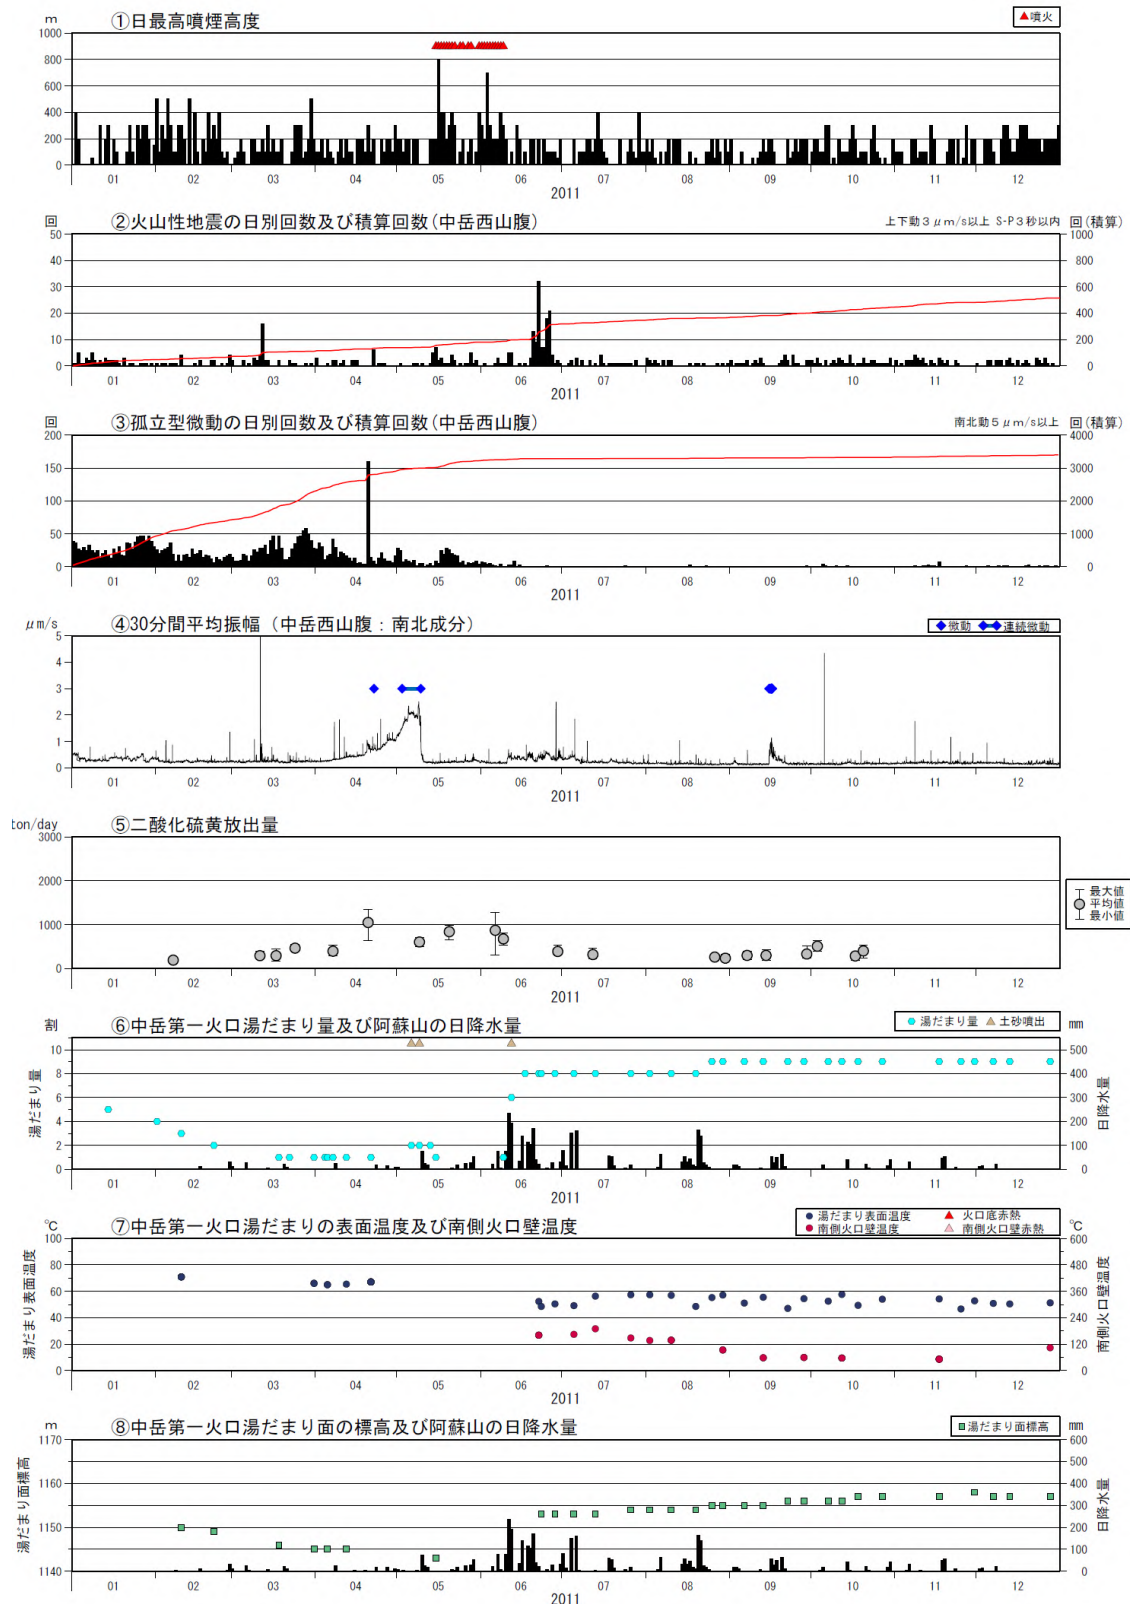 m ①日最高噴煙高度 ▲噴火
1000
800
600
400
200
0
01 02 03 04 05 06 07 08 09 10 11 12
2011
回 ②火山性地震の日別回数及び積算回数(中岳西山腹) 上下動3μm/s以上 S-P3秒以内 回(積算)
50 1000
40 800
30 600
20 400
10 200
0 0
01 02 03 04 05 06 07 08 09 10 11 12
2011
回 ③孤立型微動の日別回数及び積算回数(中岳西山腹) 南北動5μm/s以上 回(積算)
200 4000
150 3000
100 2000
50 1000
0 0
01 02 03 04 05 06 07 08 09 10 11 12
2011
μm/s ④30分間平均振幅(中岳西山腹:南北成分) ◆微動 ◆◆連続微動
5
4
3
2
1
0
01 02 03 04 05 06 07 08 09 10 11 12
2011
ton/day ⑤二酸化硫黄放出量
3000
2000
1000
0
最大値
平均値
最小値
01 02 03 04 05 06 07 08 09 10 11 12
2011
割 ⑥中岳第一火口湯だまり量及び阿蘇山の日降水量 ●湯だまり量 ▲土砂噴出 mm
湯だまり量
日降水量
10 500
8 400
6 300
4 200
2 100
0 0
01 02 03 04 05 06 07 08 09 10 11 12
2011
℃ ⑦中岳第一火口湯だまりの表面温度及び南側火口壁温度 ●湯だまり表面温度 ▲火口底赤熱 ℃
●南側火口壁温度 ▲南側火口壁赤熱
湯だまり表面温度
南側火口壁温度
100 600
80 480
60 360
40 240
20 120
0 0
01 02 03 04 05 06 07 08 09 10 11 12
2011
m ⑧中岳第一火口湯だまり面の標高及び阿蘇山の日降水量 ■湯だまり面標高 mm
湯だまり面標高
日降水量
1170 600
500
1160 400
300
1150 200
100
1140 0
01 02 03 04 05 06 07 08 09 10 11 12
2011